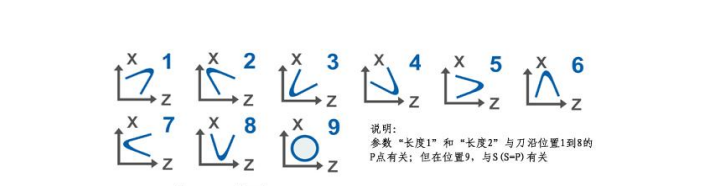 X 1 Z
X 2 Z
X 3 Z
X 4 Z
X 5 Z
X 6 Z
X 7 Z
X 8 Z
X 9 Z
说明：
参数“长度1”和“长度2”与刀沿位置1到8的
P点有关；但在位置9，与S(S=P)有关